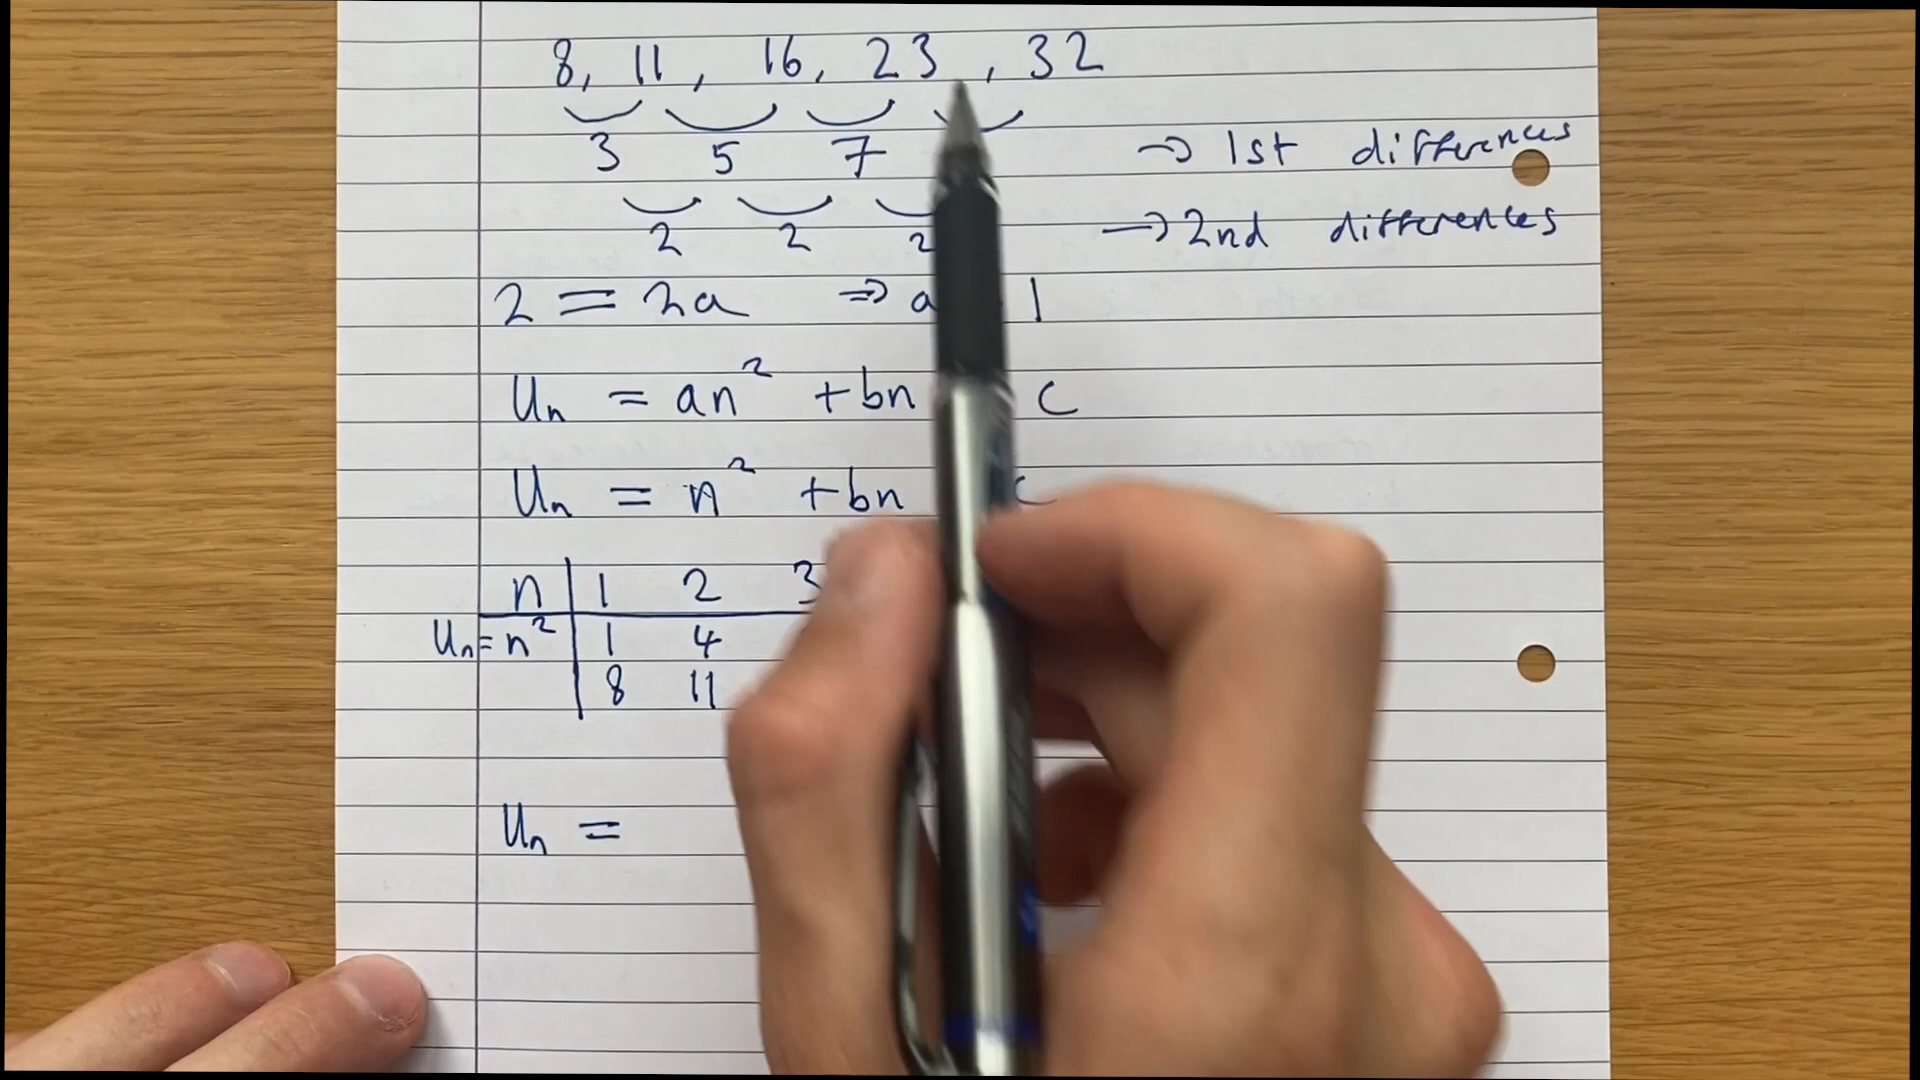 8, 11, 16, 23, 32
3 5 7 → 1st differences
2 2 2 → 2nd differences
2 = 2a ⇒ a 1
Uₙ = an² + bn c
Uₙ = n² + bn c
n 1 2 3
Uₙ = n² 1 4
8 11
Uₙ =